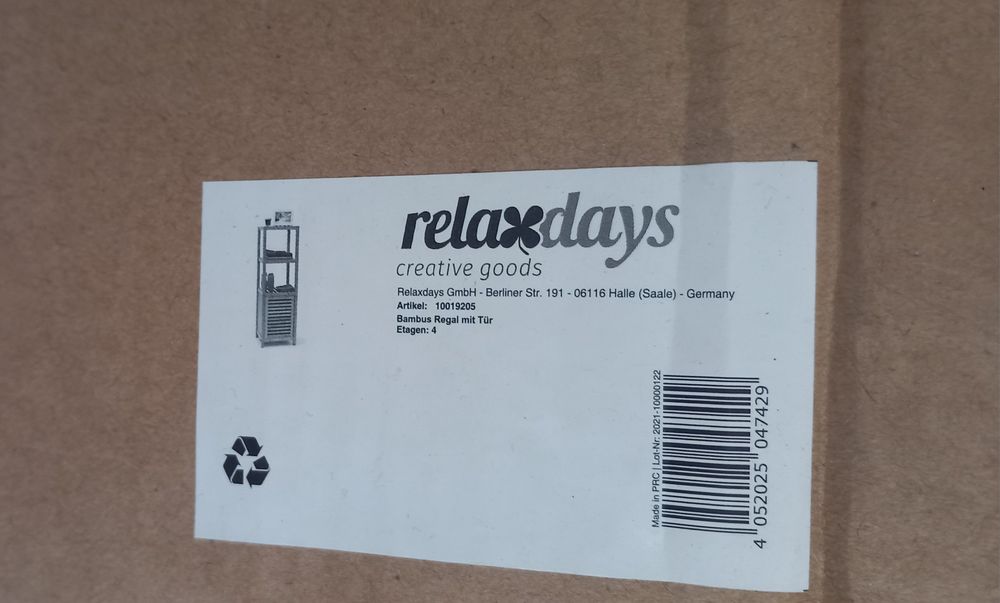 relaxdays
creative goods
Relaxdays GmbH - Berliner Str. 191 - 06116 Halle (Saale) - Germany
Artikel: 10019205
Bambus Regal mit Tür
Etagen: 4
Made in PRC | Lot-Nr: 2021-10000122
4 052025 047429